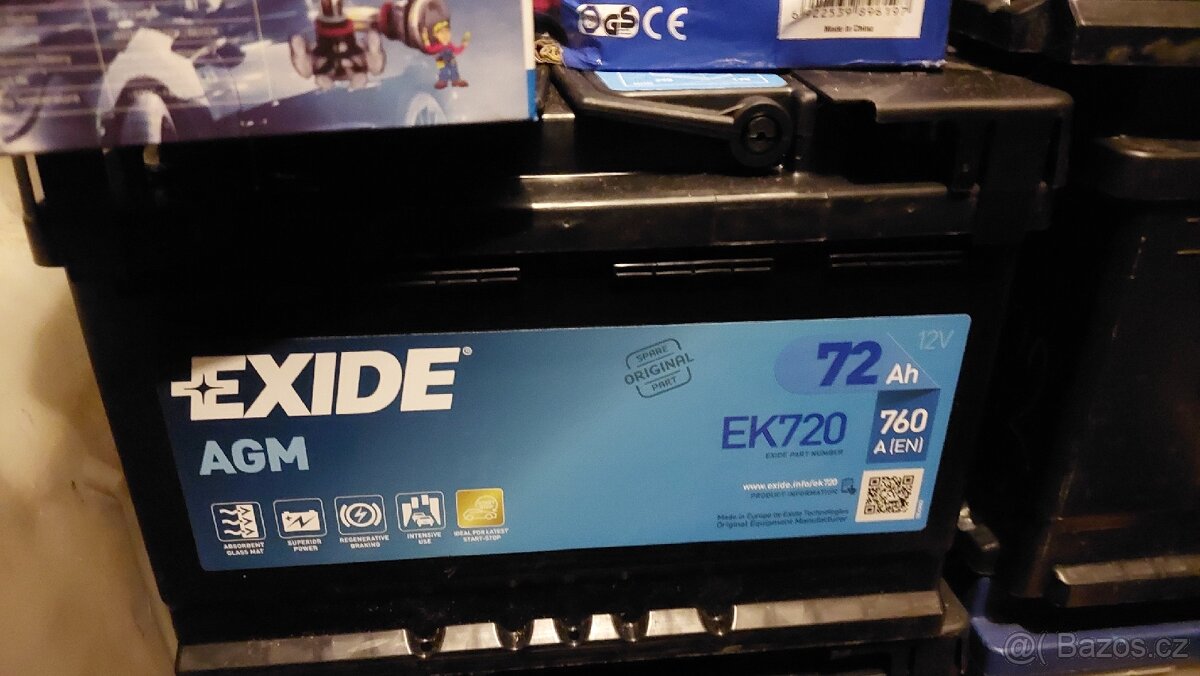 GS CE
Made in China
EXIDE®
AGM
SPARE
ORIGINAL
PART
12V
72 Ah
EK720
EXIDE PART NUMBER
760
A (EN)
www.exide.info/ek720
PRODUCT INFORMATION
Made in Europe by Exide Technologies
Original Equipment Manufacturer
ABSORBENT
GLASS MAT
SUPERIOR
POWER
REGENERATIVE
BRAKING
INTENSIVE
USE
IDEAL FOR LATEST
START-STOP
@( Bazos.cz